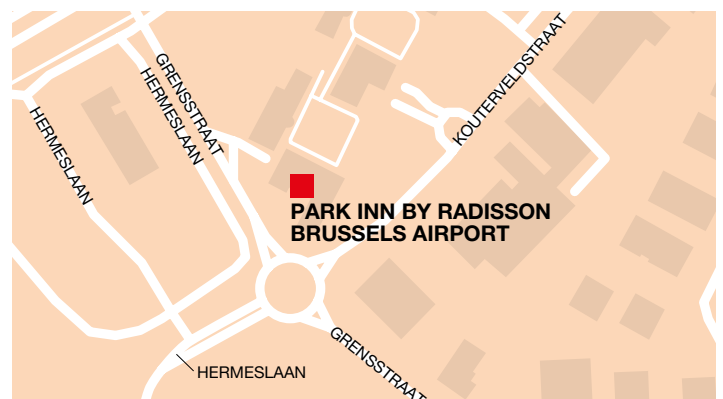 KOUTERVELDSTRAAT
GRENSSTRAAT
HERMESLAAN
HERMESLAAN
PARK INN BY RADISSON
BRUSSELS AIRPORT
GRENSSTRAAT
HERMESLAAN